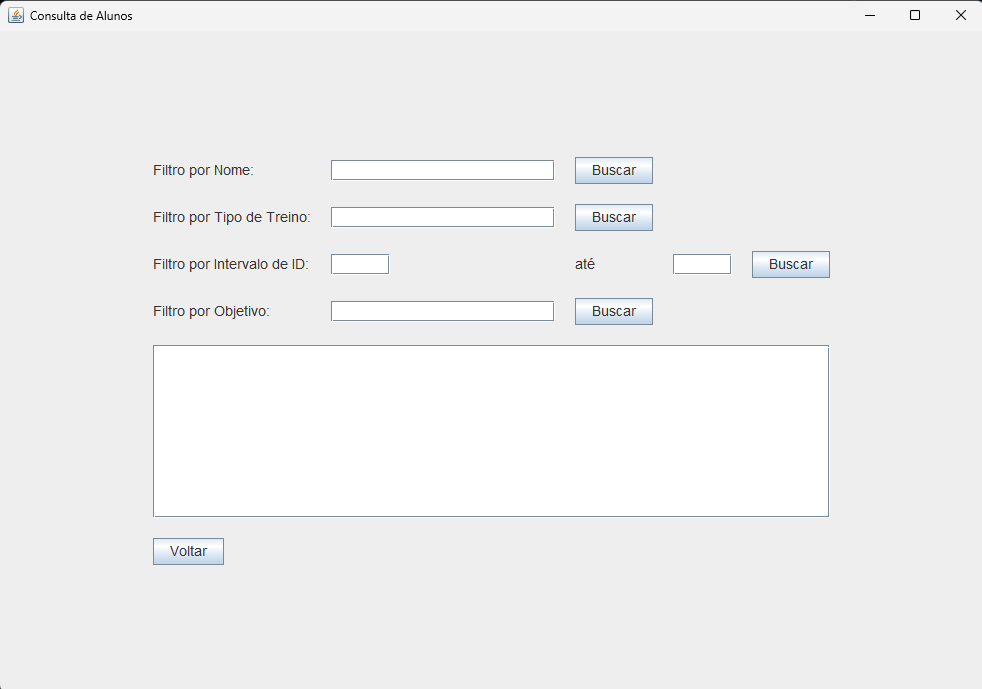 Consulta de Alunos
Filtro por Nome: Buscar
Filtro por Tipo de Treino: Buscar
Filtro por Intervalo de ID: até Buscar
Filtro por Objetivo: Buscar
Voltar